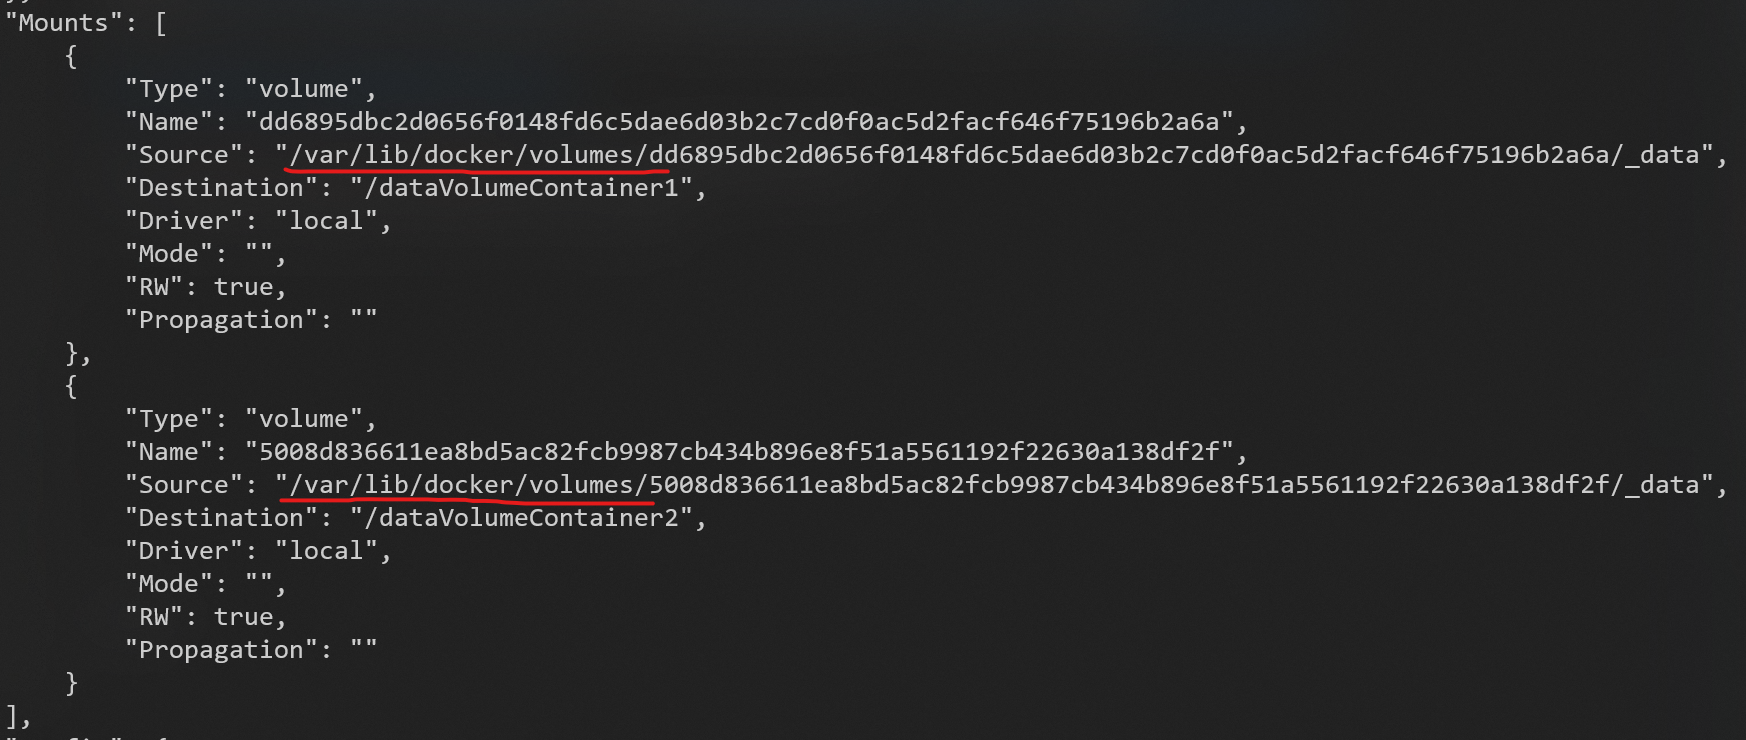 "Mounts": [
{
"Type": "volume",
"Name": "dd6895dbc2d0656f0148fd6c5dae6d03b2c7cd0f0ac5d2facf646f75196b2a6a",
"Source": "/var/lib/docker/volumes/dd6895dbc2d0656f0148fd6c5dae6d03b2c7cd0f0ac5d2facf646f75196b2a6a/_data",
"Destination": "/dataVolumeContainer1",
"Driver": "local",
"Mode": "",
"RW": true,
"Propagation": ""
},
{
"Type": "volume",
"Name": "5008d836611ea8bd5ac82fcb9987cb434b896e8f51a5561192f22630a138df2f",
"Source": "/var/lib/docker/volumes/5008d836611ea8bd5ac82fcb9987cb434b896e8f51a5561192f22630a138df2f/_data",
"Destination": "/dataVolumeContainer2",
"Driver": "local",
"Mode": "",
"RW": true,
"Propagation": ""
}
],